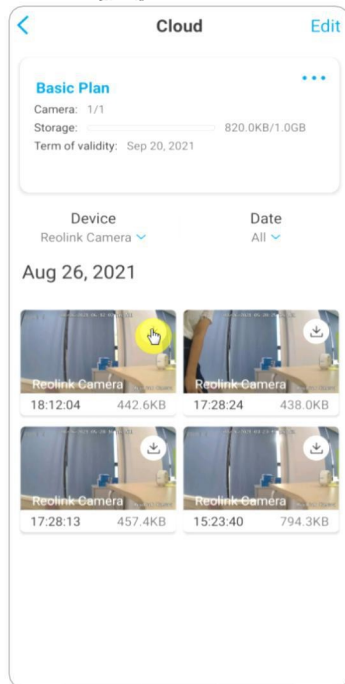 Cloud
Edit
Basic Plan
Camera: 1/1
Storage: 820.0KB/1.0GB
Term of validity: Sep 20, 2021
Device
Date
Reolink Camera
All
Aug 26, 2021
Reolink Camera
Reolink Camera
18:12:04 442.6KB
17:28:24 438.0KB
Reolink Camera
Reolink Camera
17:28:13 457.4KB
15:23:40 794.3KB